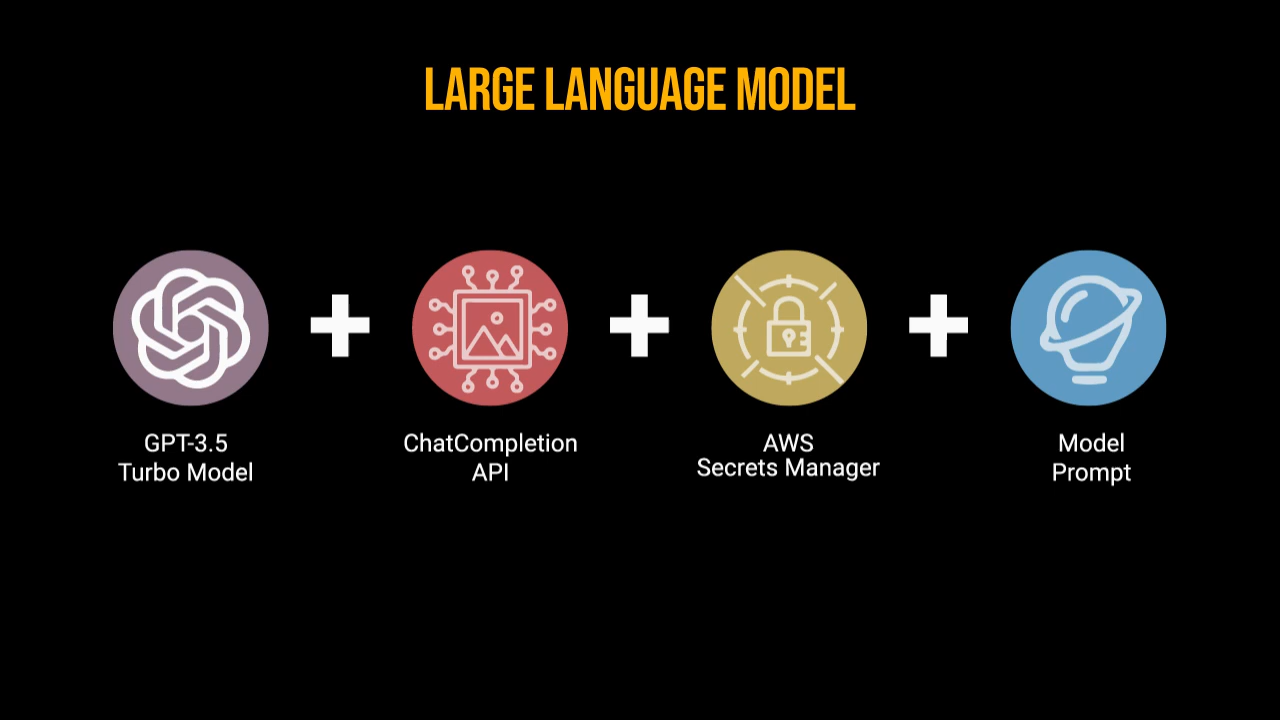 LARGE LANGUAGE MODEL
GPT-3.5
Turbo Model
ChatCompletion
API
AWS
Secrets Manager
Model
Prompt